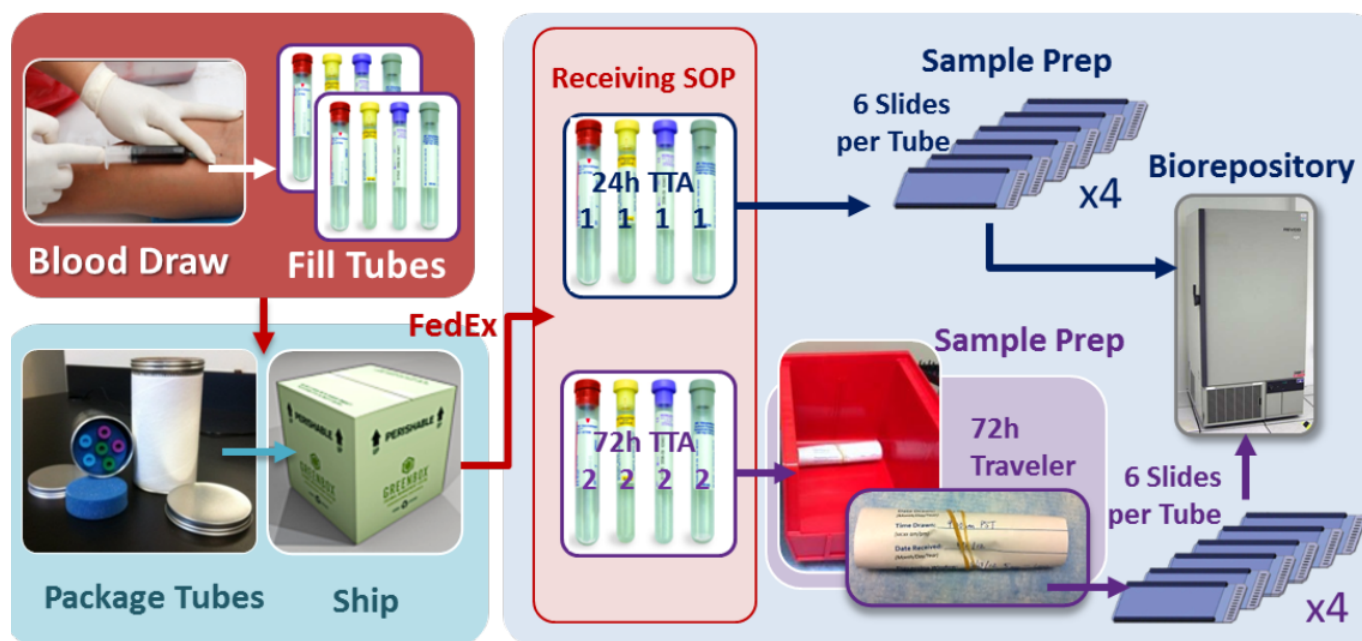 Blood Draw
Fill Tubes
FedEx
PERISHABLE
PERISHABLE
GREENBOX
Package Tubes
Ship
Receiving SOP
24h TTA
1 1 1 1
72h TTA
2 2 2 2
Sample Prep
6 Slides
per Tube
x4
Biorepository
Sample Prep
72h
Traveler
Time Drawn:
Date Received:
6 Slides
per Tube
x4